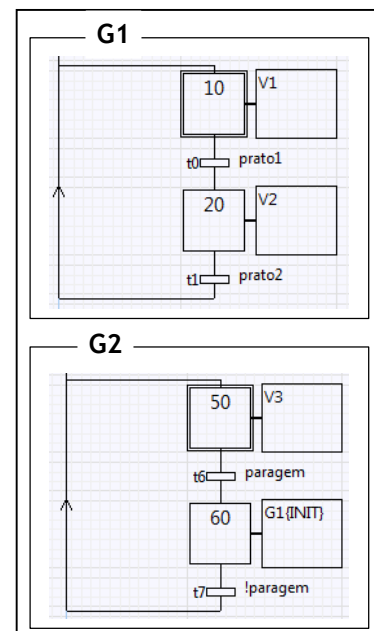 G1
10
V1
t0 prato1
20
V2
t1 prato2
G2
50
V3
t6 paragem
60
G1{INIT}
t7 !paragem